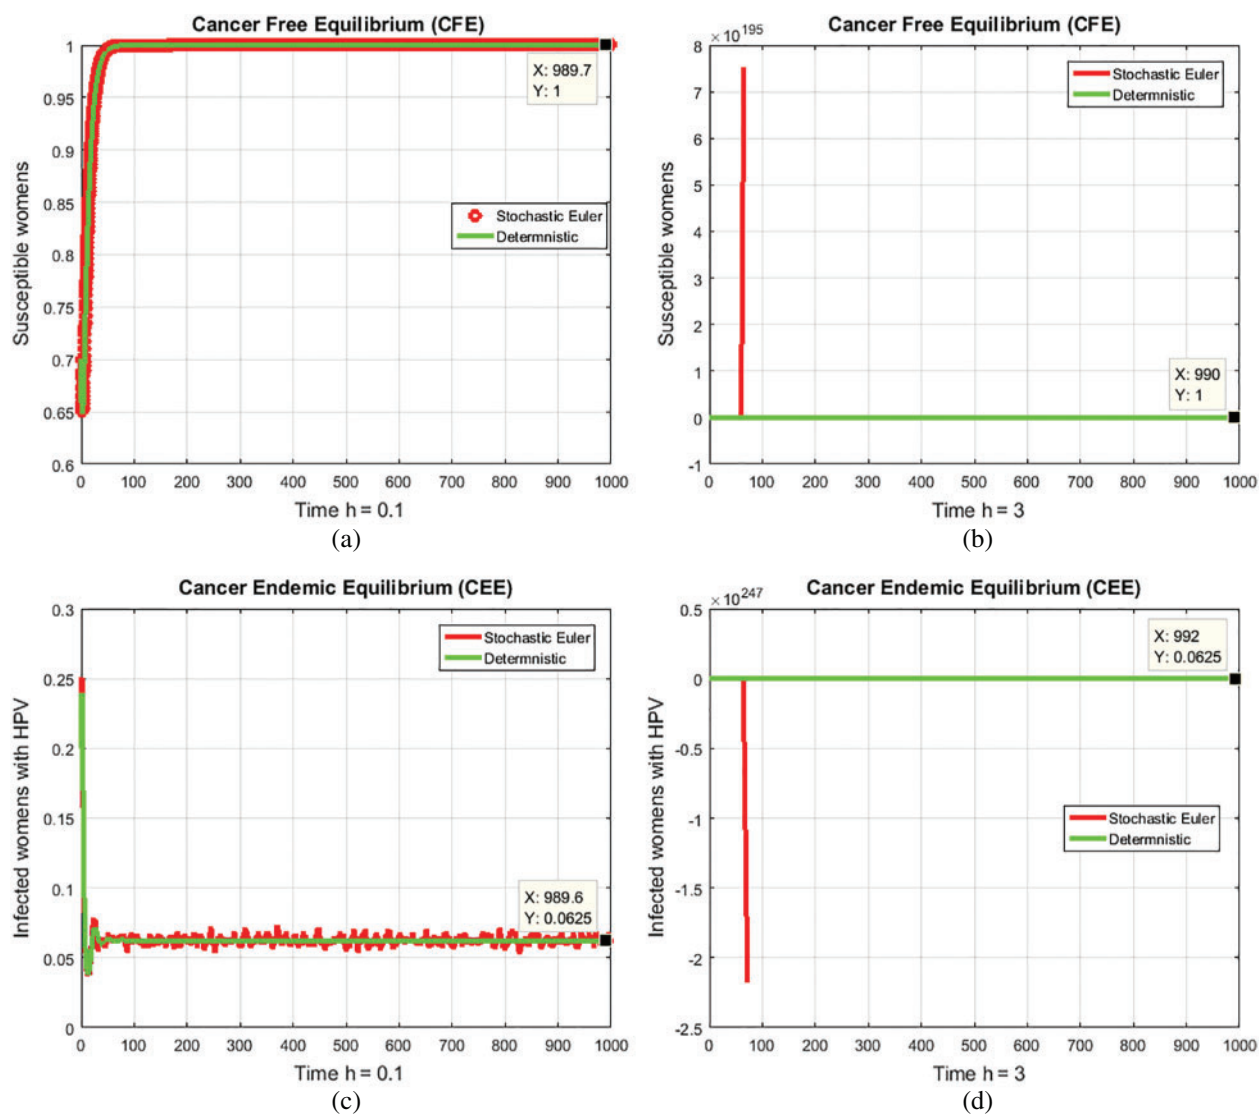 Cancer Free Equilibrium (CFE)
1
0.95
0.9
0.85
0.8
0.75
0.7
0.65
0.6
Susceptible womens
X: 989.7
Y: 1
Stochastic Euler
Determnistic
0 100 200 300 400 500 600 700 800 900 1000
Time h = 0.1
(a)
Cancer Free Equilibrium (CFE)
× 10^195
8
7
6
5
4
3
2
1
0
-1
Susceptible womens
Stochastic Euler
Determnistic
X: 990
Y: 1
0 100 200 300 400 500 600 700 800 900 1000
Time h = 3
(b)
Cancer Endemic Equilibrium (CEE)
0.3
0.25
0.2
0.15
0.1
0.05
0
Infected womens with HPV
Stochastic Euler
Determnistic
X: 989.6
Y: 0.0625
0 100 200 300 400 500 600 700 800 900 1000
Time h = 0.1
(c)
Cancer Endemic Equilibrium (CEE)
× 10^247
0.5
0
-0.5
-1
-1.5
-2
-2.5
Infected womens with HPV
X: 992
Y: 0.0625
Stochastic Euler
Determnistic
0 100 200 300 400 500 600 700 800 900 1000
Time h = 3
(d)